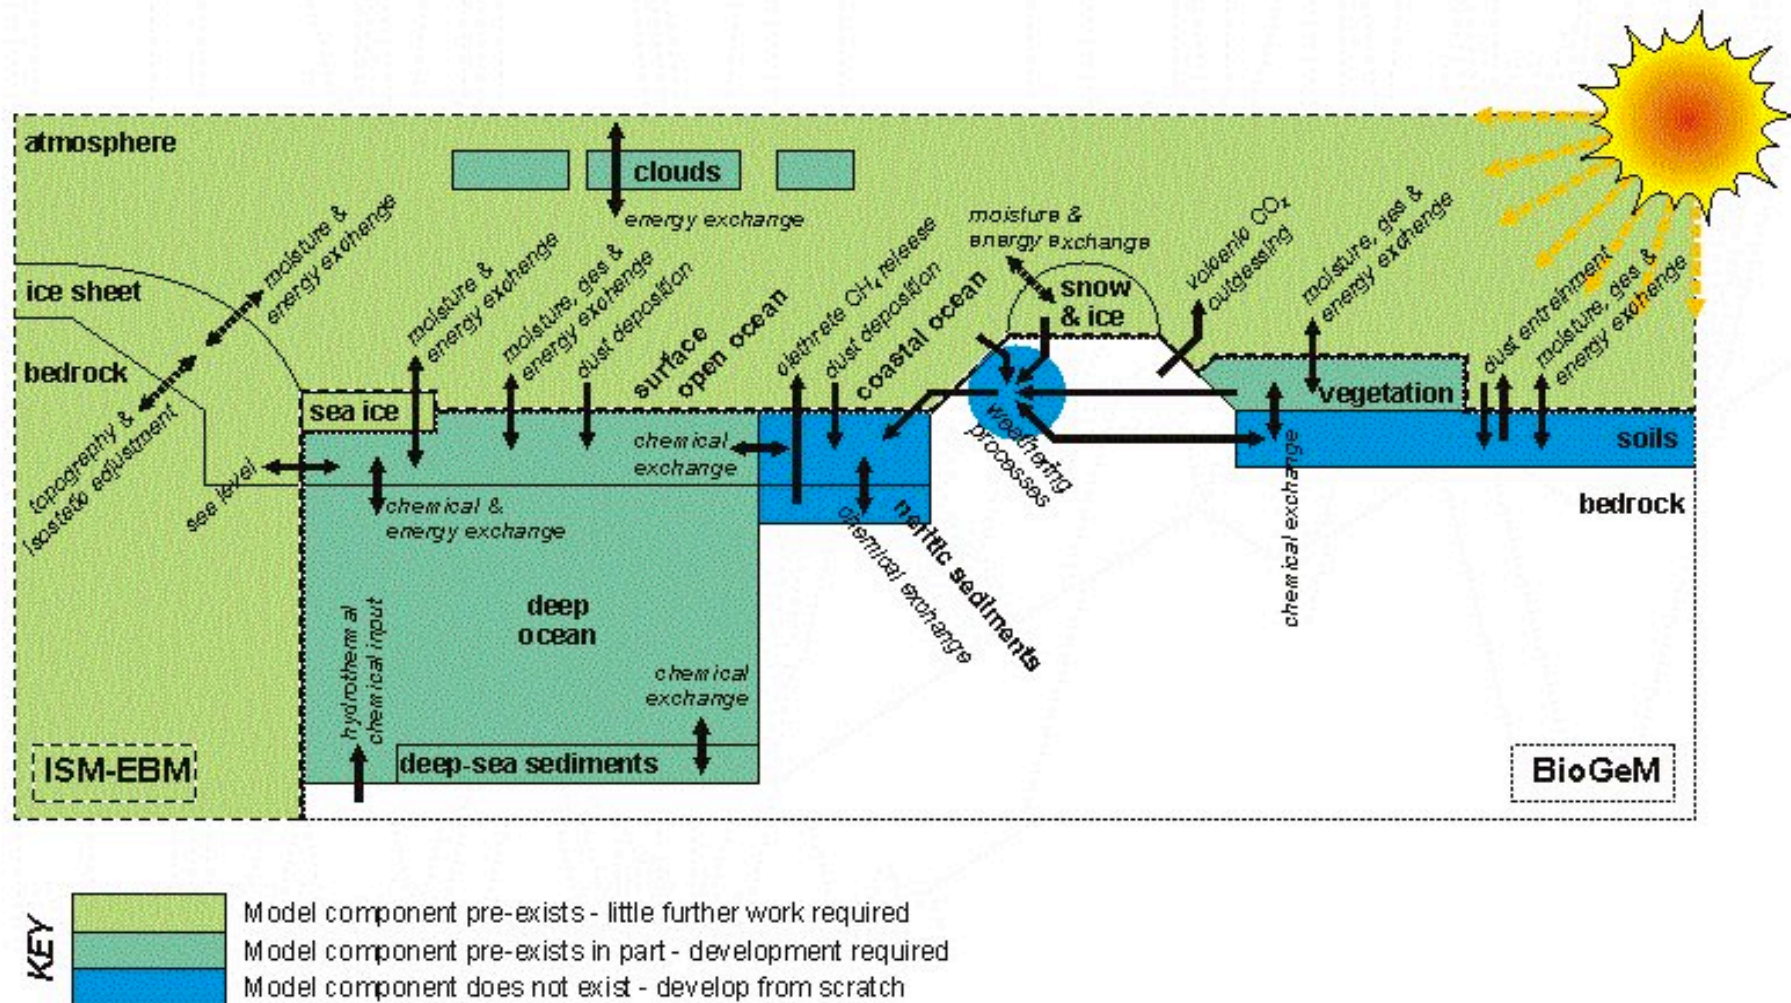 atmosphere
clouds
energy exchange
moisture &
energy exchange
ice sheet
bedrock
topography &
isostatic adjustment
sea level
sea ice
moisture &
energy exchange
moisture, gas &
energy exchange
dust deposition
surface
open ocean
clathrate CH₄ release
dust deposition
coastal ocean
moisture &
energy exchange
snow
& ice
volcanic CO₂
outgassing
moisture, gas &
energy exchange
dust entrainment
moisture, gas &
energy exchange
vegetation
soils
bedrock
weathering
processes
chemical
exchange
chemical &
energy exchange
chemical exchange
neritic sediments
chemical exchange
deep
ocean
hydrothermal
chemical input
chemical
exchange
deep-sea sediments
ISM-EBM
BioGeM
KEY
Model component pre-exists - little further work required
Model component pre-exists in part - development required
Model component does not exist - develop from scratch